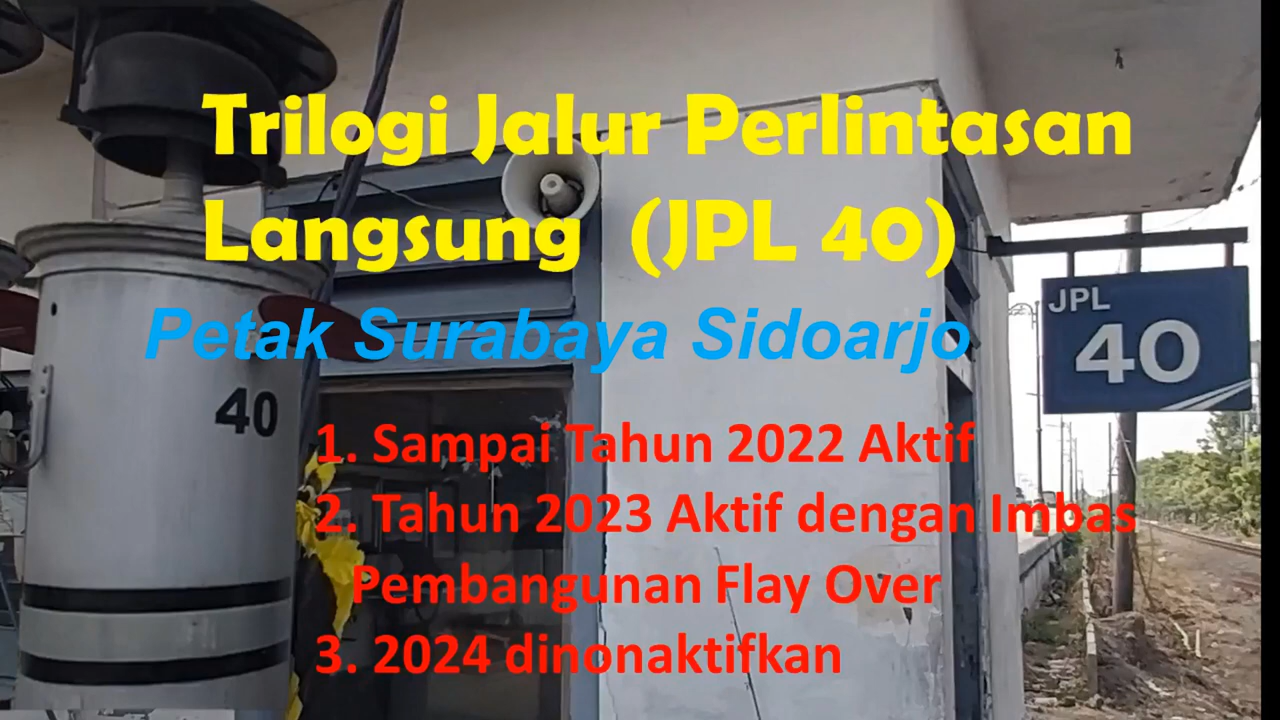 Trilogi Jalur Perlintasan
Langsung (JPL 40)
Petak Surabaya Sidoarjo
JPL
40
40
1. Sampai Tahun 2022 Aktif
2. Tahun 2023 Aktif dengan Imbas
Pembangunan Flay Over
3. 2024 dinonaktifkan